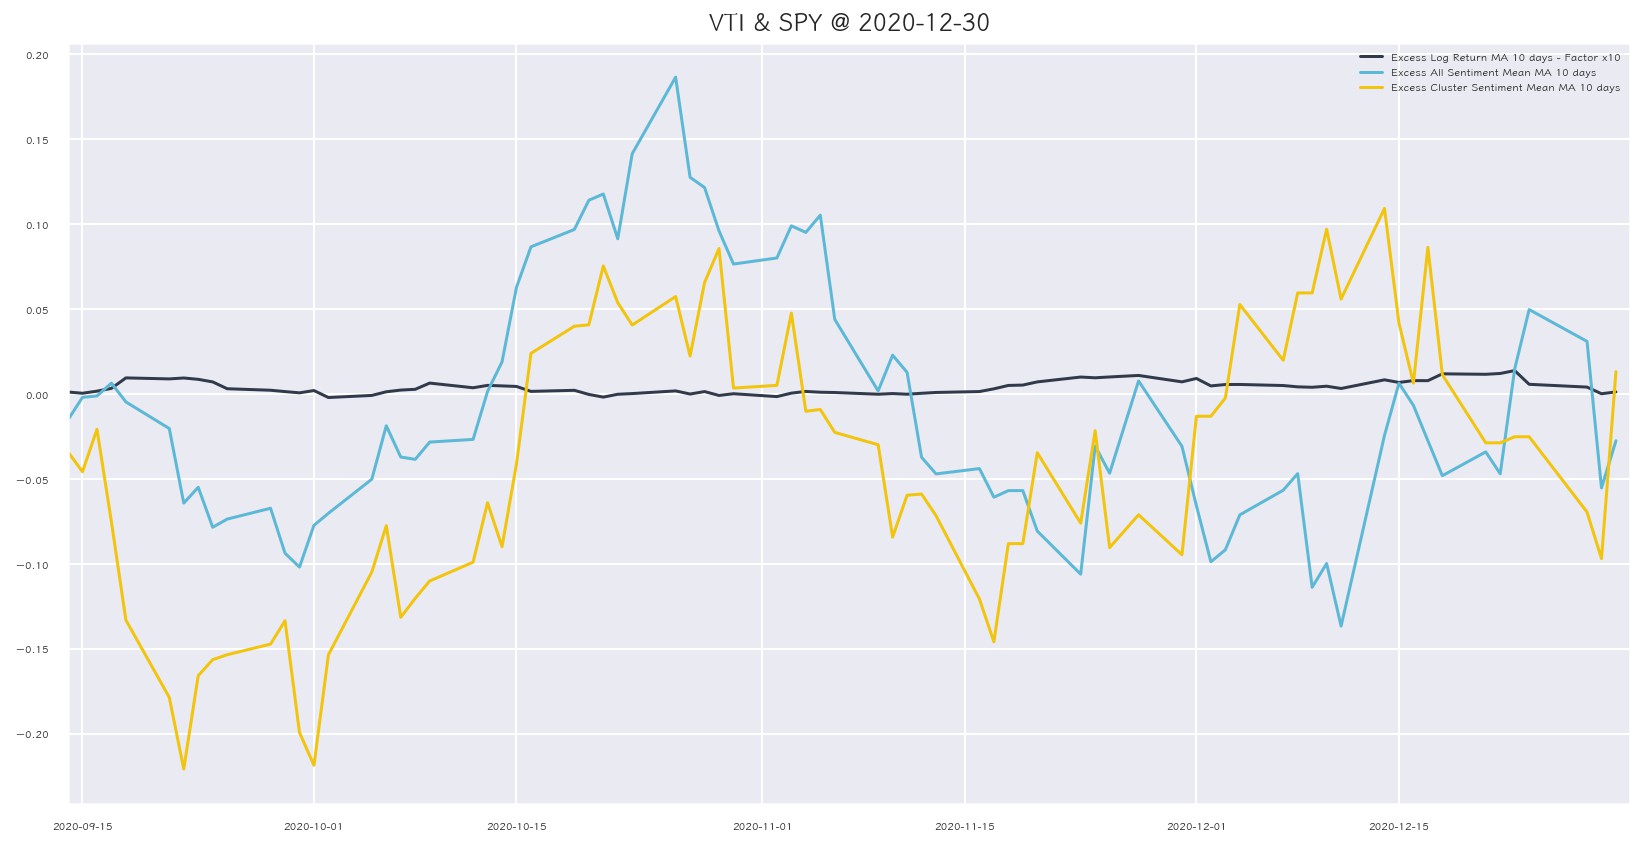 VTI & SPY @ 2020-12-30
Excess Log Return MA 10 days - Factor x10
Excess All Sentiment Mean MA 10 days
Excess Cluster Sentiment Mean MA 10 days
0.20
0.15
0.10
0.05
0.00
−0.05
−0.10
−0.15
−0.20
2020-09-15 2020-10-01 2020-10-15 2020-11-01 2020-11-15 2020-12-01 2020-12-15